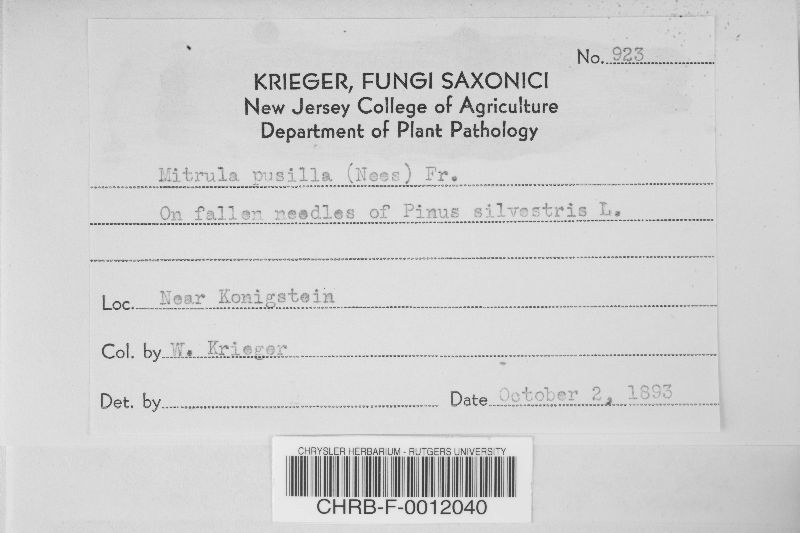 No. 923
KRIEGER, FUNGI SAXONICI
New Jersey College of Agriculture
Department of Plant Pathology
Mitrula pusilla (Nees) Fr.
On fallen needles of Pinus silvestris L.
Loc. Near Konigstein
Col. by W. Krieger
Det. by
Date October 2, 1893
CHRYSLER HERBARIUM - RUTGERS UNIVERSITY
CHRB-F-0012040